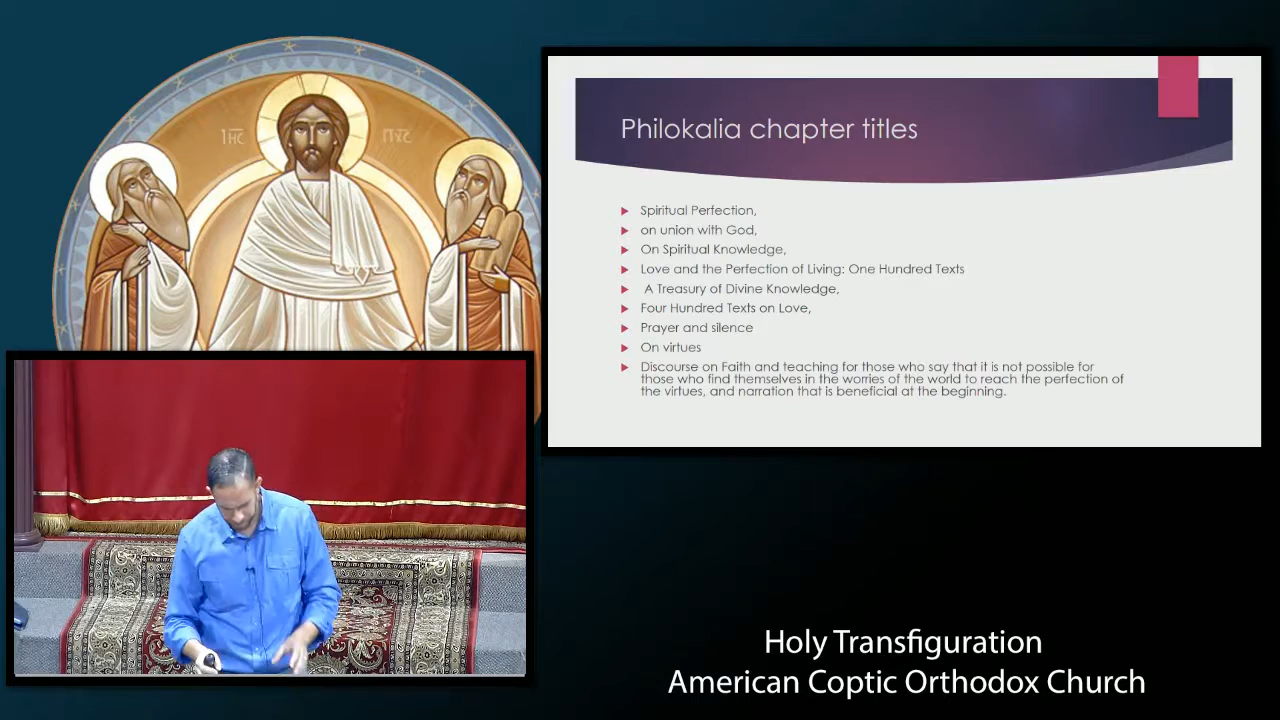 ΙΗС ΠΧС
Philokalia chapter titles
Spiritual Perfection,
on union with God,
On Spiritual Knowledge,
Love and the Perfection of Living: One Hundred Texts
A Treasury of Divine Knowledge,
Four Hundred Texts on Love,
Prayer and silence
On virtues
Discourse on Faith and teaching for those who say that it is not possible for
those who find themselves in the worries of the world to reach the perfection of
the virtues, and narration that is beneficial at the beginning.
Holy Transfiguration
American Coptic Orthodox Church